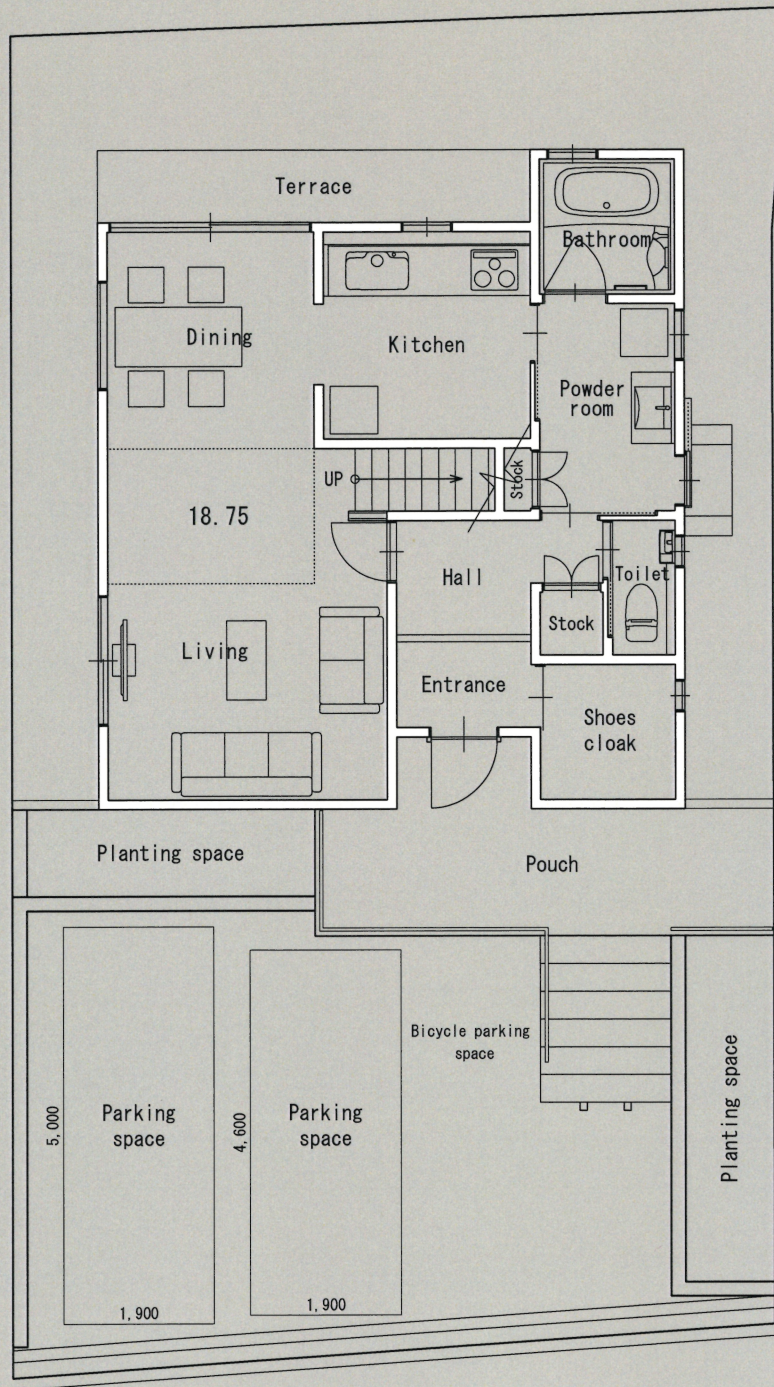 Terrace
Bathroom
Dining
Kitchen
Powder
room
UP
Stock
18.75
Hall
Toilet
Stock
Living
Entrance
Shoes
cloak
Planting space
Pouch
Bicycle parking
space
Parking
space
5,000
1,900
Parking
space
4,600
1,900
Planting space